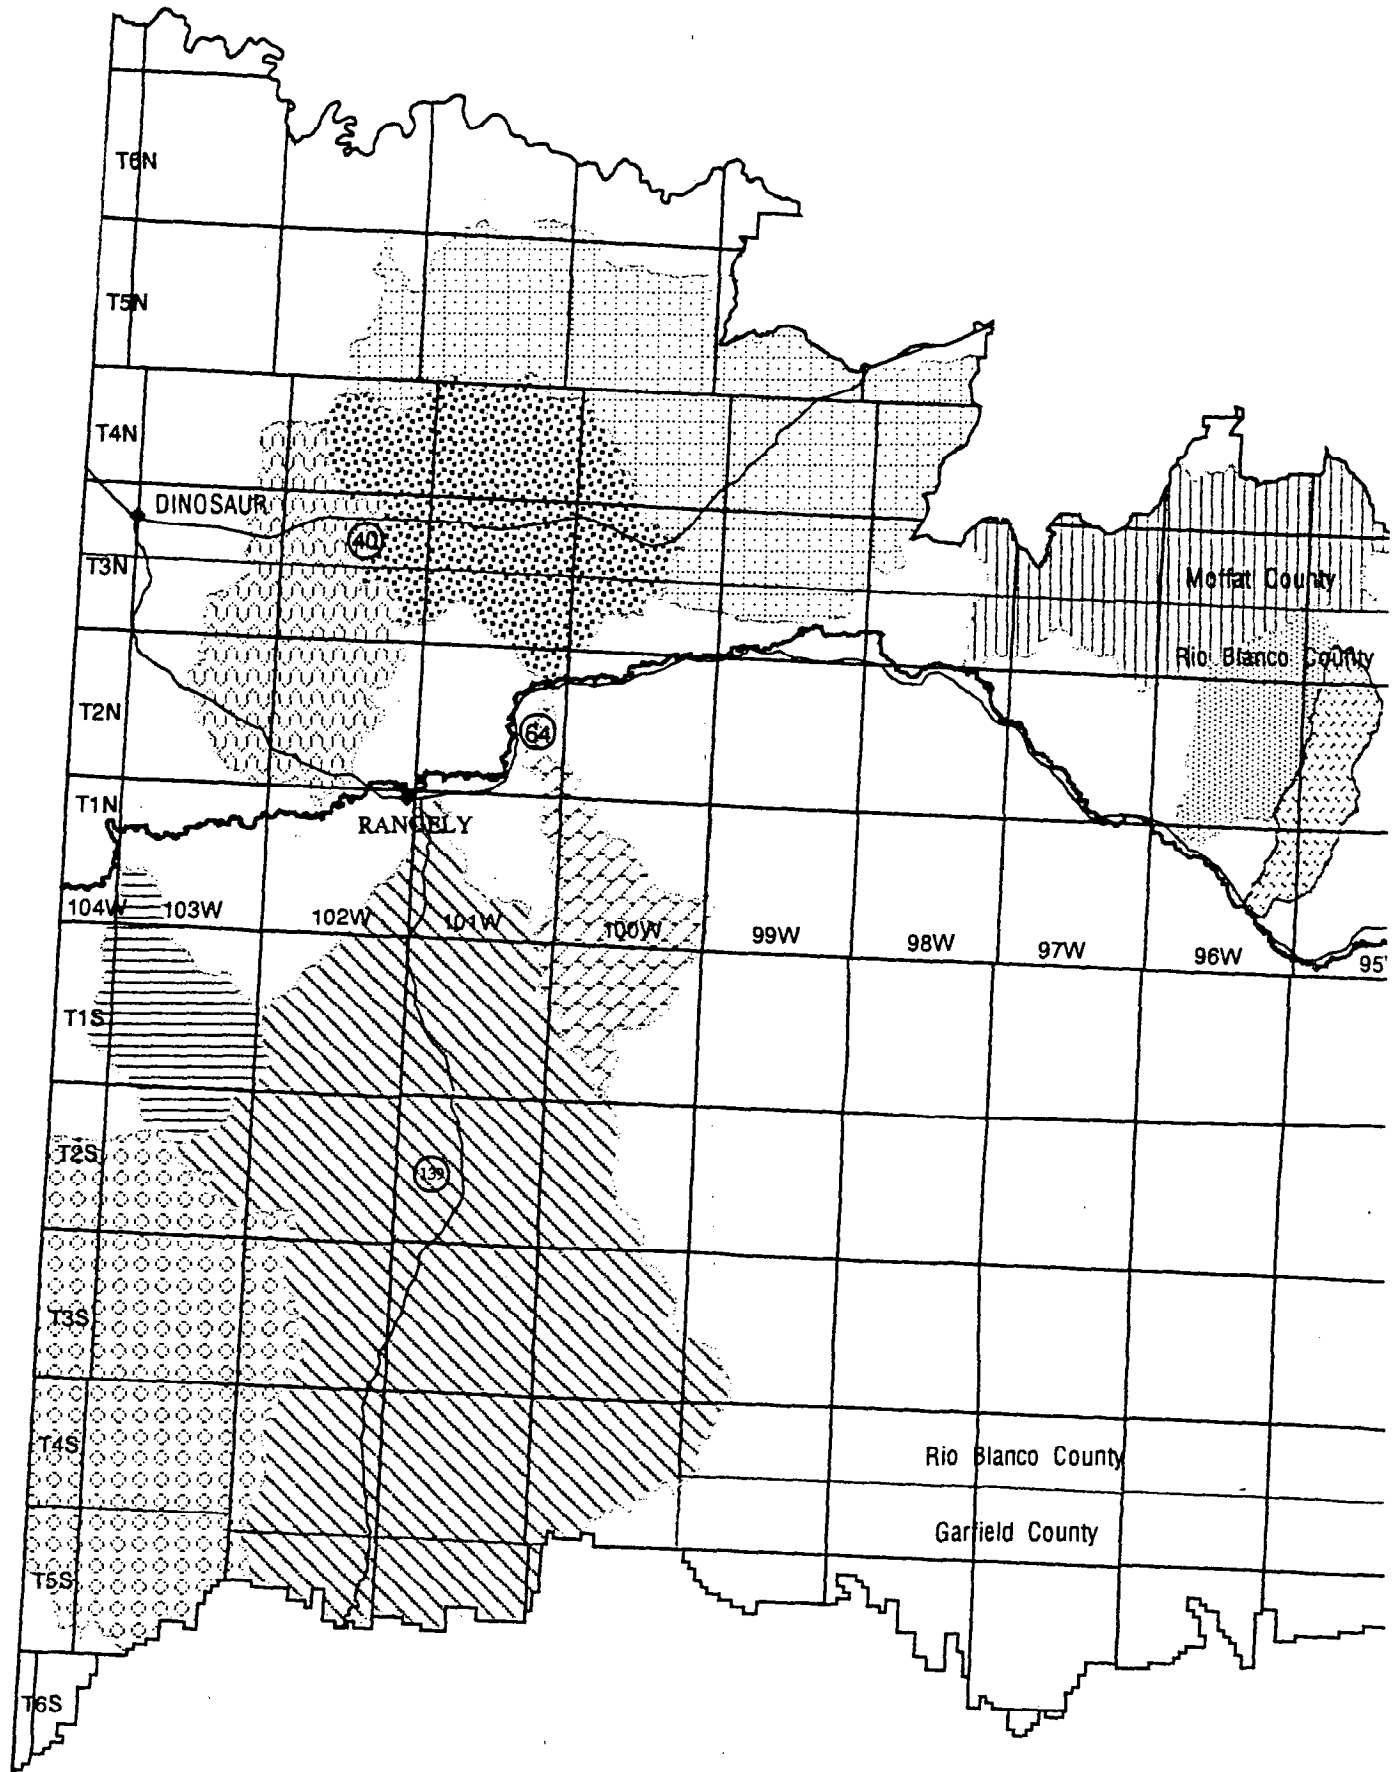 T6N
T5N
T4N
DINOSAUR
40
T3N
Moffat County
Rio Blanco County
T2N
64
T1N
RANGELY
104W 103W 102W 101W 100W 99W 98W 97W 96W 95
T1S
T2S
139
T3S
T4S
Rio Blanco County
Garfield County
T5S
T6S